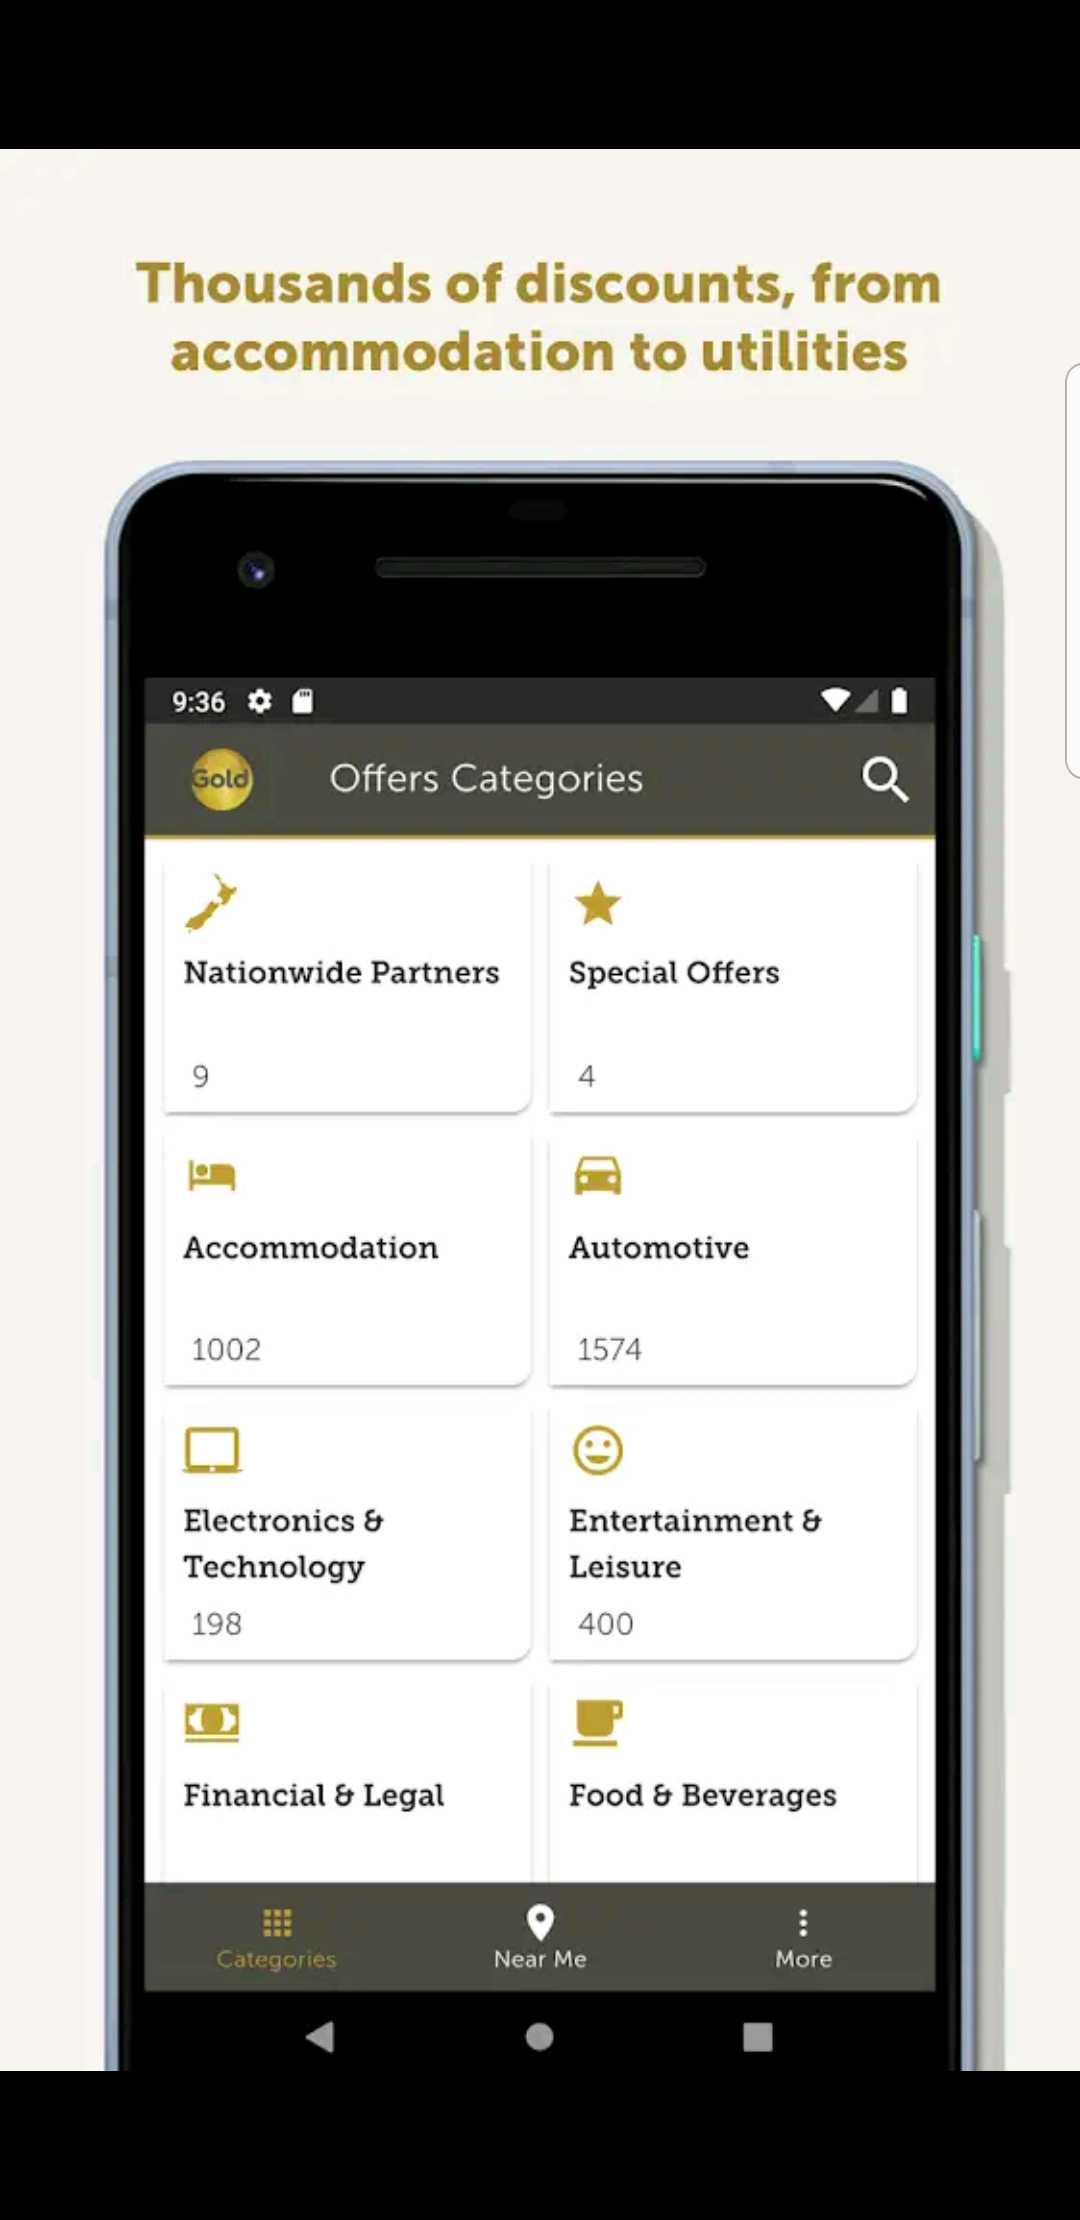 Thousands of discounts, from
accommodation to utilities
9:36
Gold
Offers Categories
Nationwide Partners
9
Special Offers
4
Accommodation
1002
Automotive
1574
Electronics &
Technology
198
Entertainment &
Leisure
400
Financial & Legal
Food & Beverages
Categories
Near Me
More